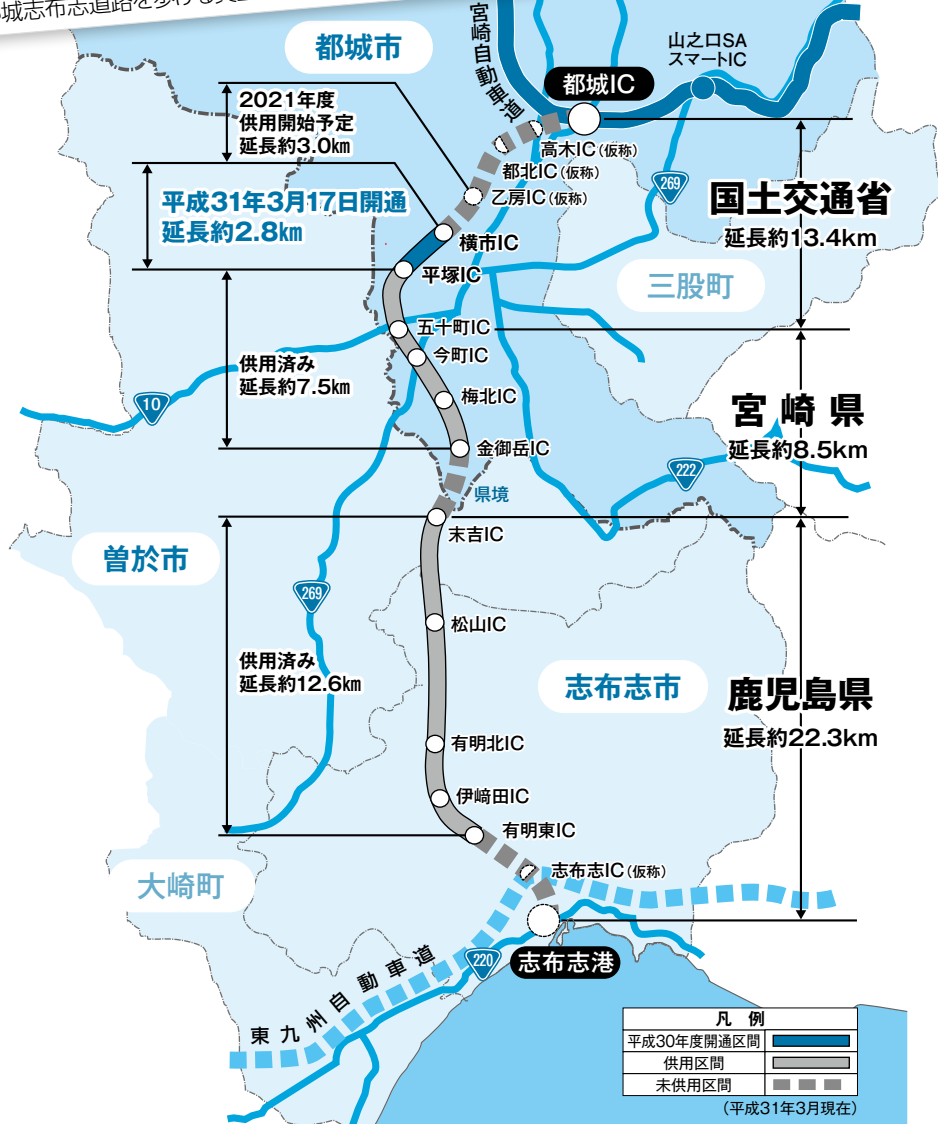 都城志布志道路を歩ける
都城市
宮崎自動車道
山之口SA
スマートIC
都城IC
2021年度
供用開始予定
延長約3.0㎞
高木IC(仮称)
都北IC(仮称)
乙房IC(仮称)
269
国土交通省
延長約13.4km
平成31年3月17日開通
延長約2.8㎞
横市IC
平塚IC
三股町
五十町IC
今町IC
供用済み
延長約7.5㎞
10
梅北IC
宮崎県
延長約8.5km
金御岳IC
222
県境
末吉IC
曽於市
269
松山IC
供用済み
延長約12.6㎞
志布志市
鹿児島県
延長約22.3km
有明北IC
伊﨑田IC
有明東IC
志布志IC(仮称)
大崎町
220
志布志港
東九州自動車道
凡例
平成30年度開通区間
供用区間
未供用区間
(平成31年3月現在)